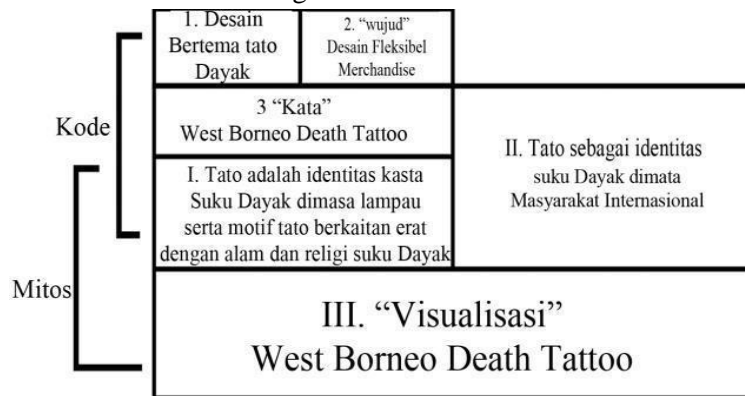 1. Desain
Bertema tato
Dayak
2. “wujud”
Desain Fleksibel
Merchandise
Kode
3 “Kata”
West Borneo Death Tattoo
I. Tato adalah identitas kasta
Suku Dayak dimasa lampau
serta motif tato berkaitan erat
dengan alam dan religi suku Dayak
II. Tato sebagai identitas
suku Dayak dimata
Masyarakat Internasional
Mitos
III. “Visualisasi”
West Borneo Death Tattoo